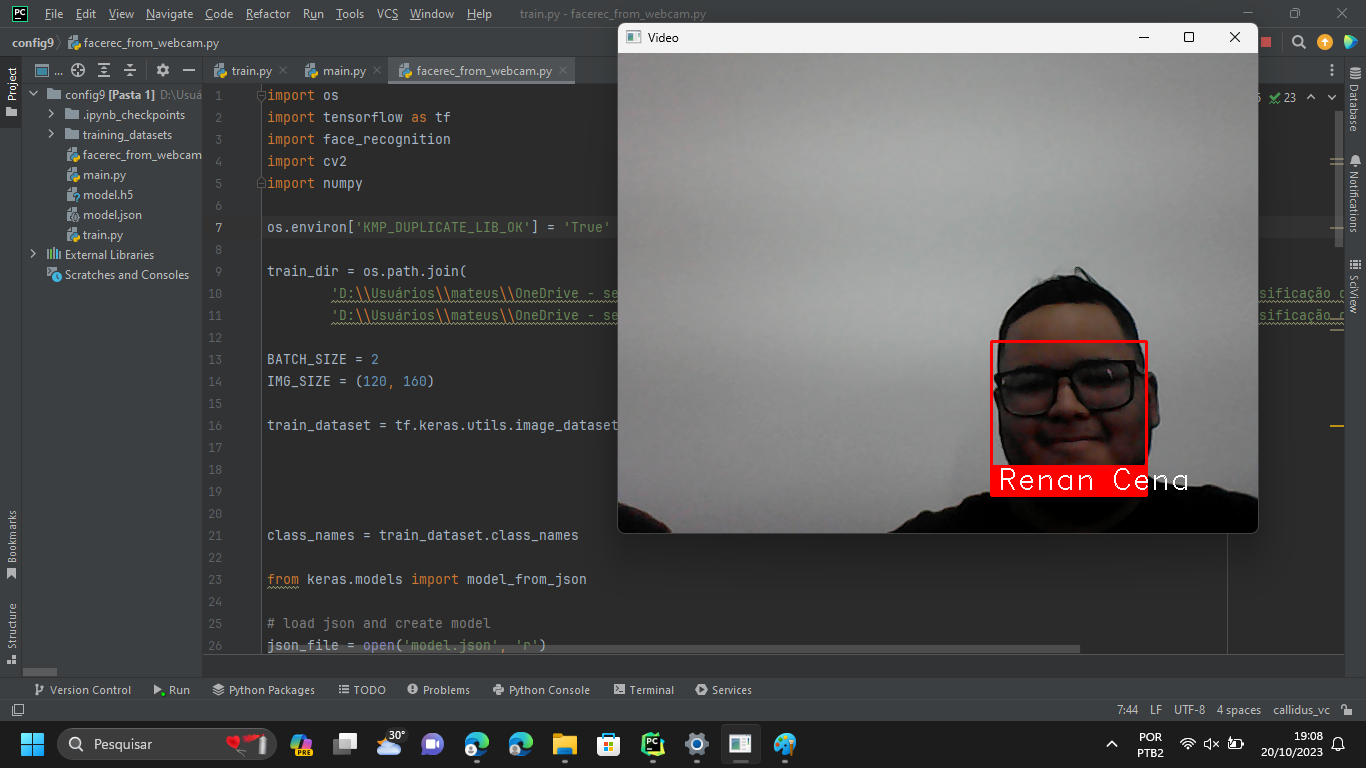 PC File Edit View Navigate Code Refactor Run Tools VCS Window Help train.py - facerec_from_webcam.py
config9 facerec_from_webcam.py
Video
Project
...
train.py main.py facerec_from_webcam.py
config9 [Pasta 1] D:\Usuá
.ipynb_checkpoints
training_datasets
facerec_from_webcam
main.py
model.h5
model.json
train.py
External Libraries
Scratches and Consoles
1 import os
2 import tensorflow as tf
3 import face_recognition
4 import cv2
5 import numpy
6
7 os.environ['KMP_DUPLICATE_LIB_OK'] = 'True'
8
9 train_dir = os.path.join(
10 'D:\\Usuários\\mateus\\OneDrive - se
sificação d
11 'D:\\Usuários\\mateus\\OneDrive - se
sificação d
12
13 BATCH_SIZE = 2
14 IMG_SIZE = (120, 160)
15
16 train_dataset = tf.keras.utils.image_dataset
17
18
19
20
21 class_names = train_dataset.class_names
22
23 from keras.models import model_from_json
24
25 # load json and create model
26 json_file = open('model.json', 'r')
Renan Cena
23
Database
Notifications
SciView
Bookmarks
Structure
Version Control Run Python Packages TODO Problems Python Console Terminal Services
7:44 LF UTF-8 4 spaces callidus_vc
Pesquisar
PRE
30°
PC
POR
PTB2
19:08
20/10/2023